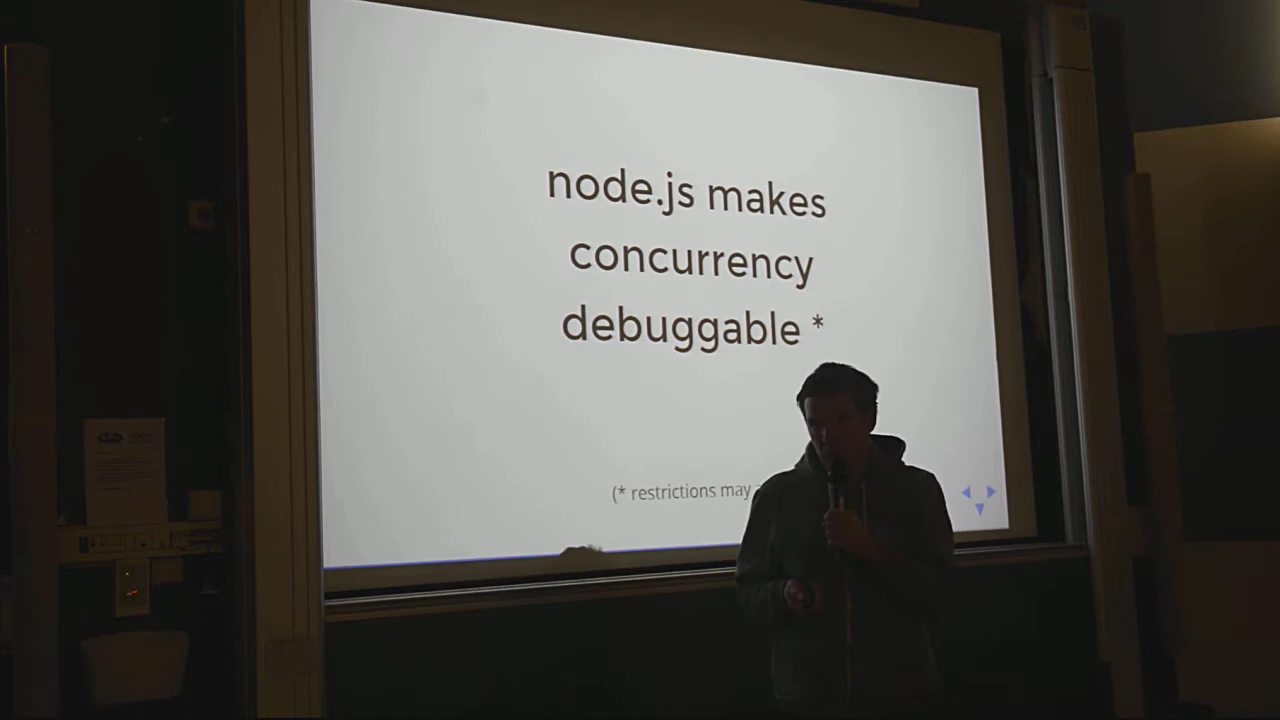 node.js makes
concurrency
debuggable *
(* restrictions may